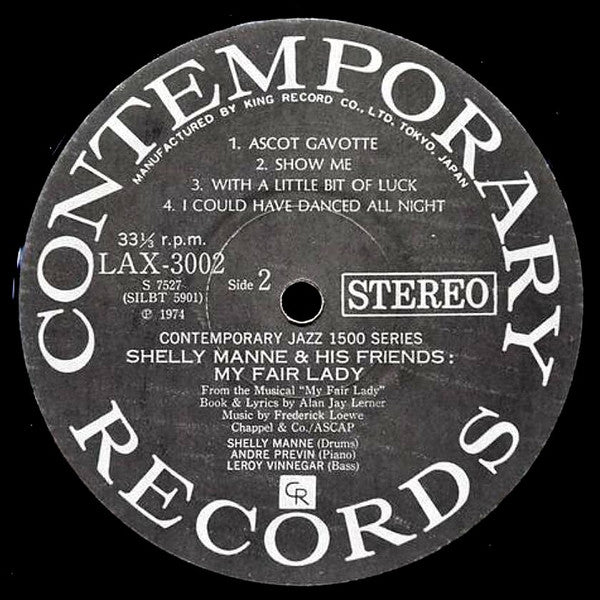 CONTEMPORARY
MANUFACTURED BY KING RECORD CO., LTD. TOKYO, JAPAN
1. ASCOT GAVOTTE
2. SHOW ME
3. WITH A LITTLE BIT OF LUCK
4. I COULD HAVE DANCED ALL NIGHT
33⅓ r.p.m.
LAX-3002
S 7527
(SILBT 5901)
℗ 1974
Side 2
STEREO
CONTEMPORARY JAZZ 1500 SERIES
SHELLY MANNE & HIS FRIENDS:
MY FAIR LADY
From the Musical "My Fair Lady"
Book & Lyrics by Alan Jay Lerner
Music by Frederick Loewe
Chappel & Co./ASCAP
SHELLY MANNE (Drums)
ANDRE PREVIN (Piano)
LEROY VINNEGAR (Bass)
CR
RECORDS